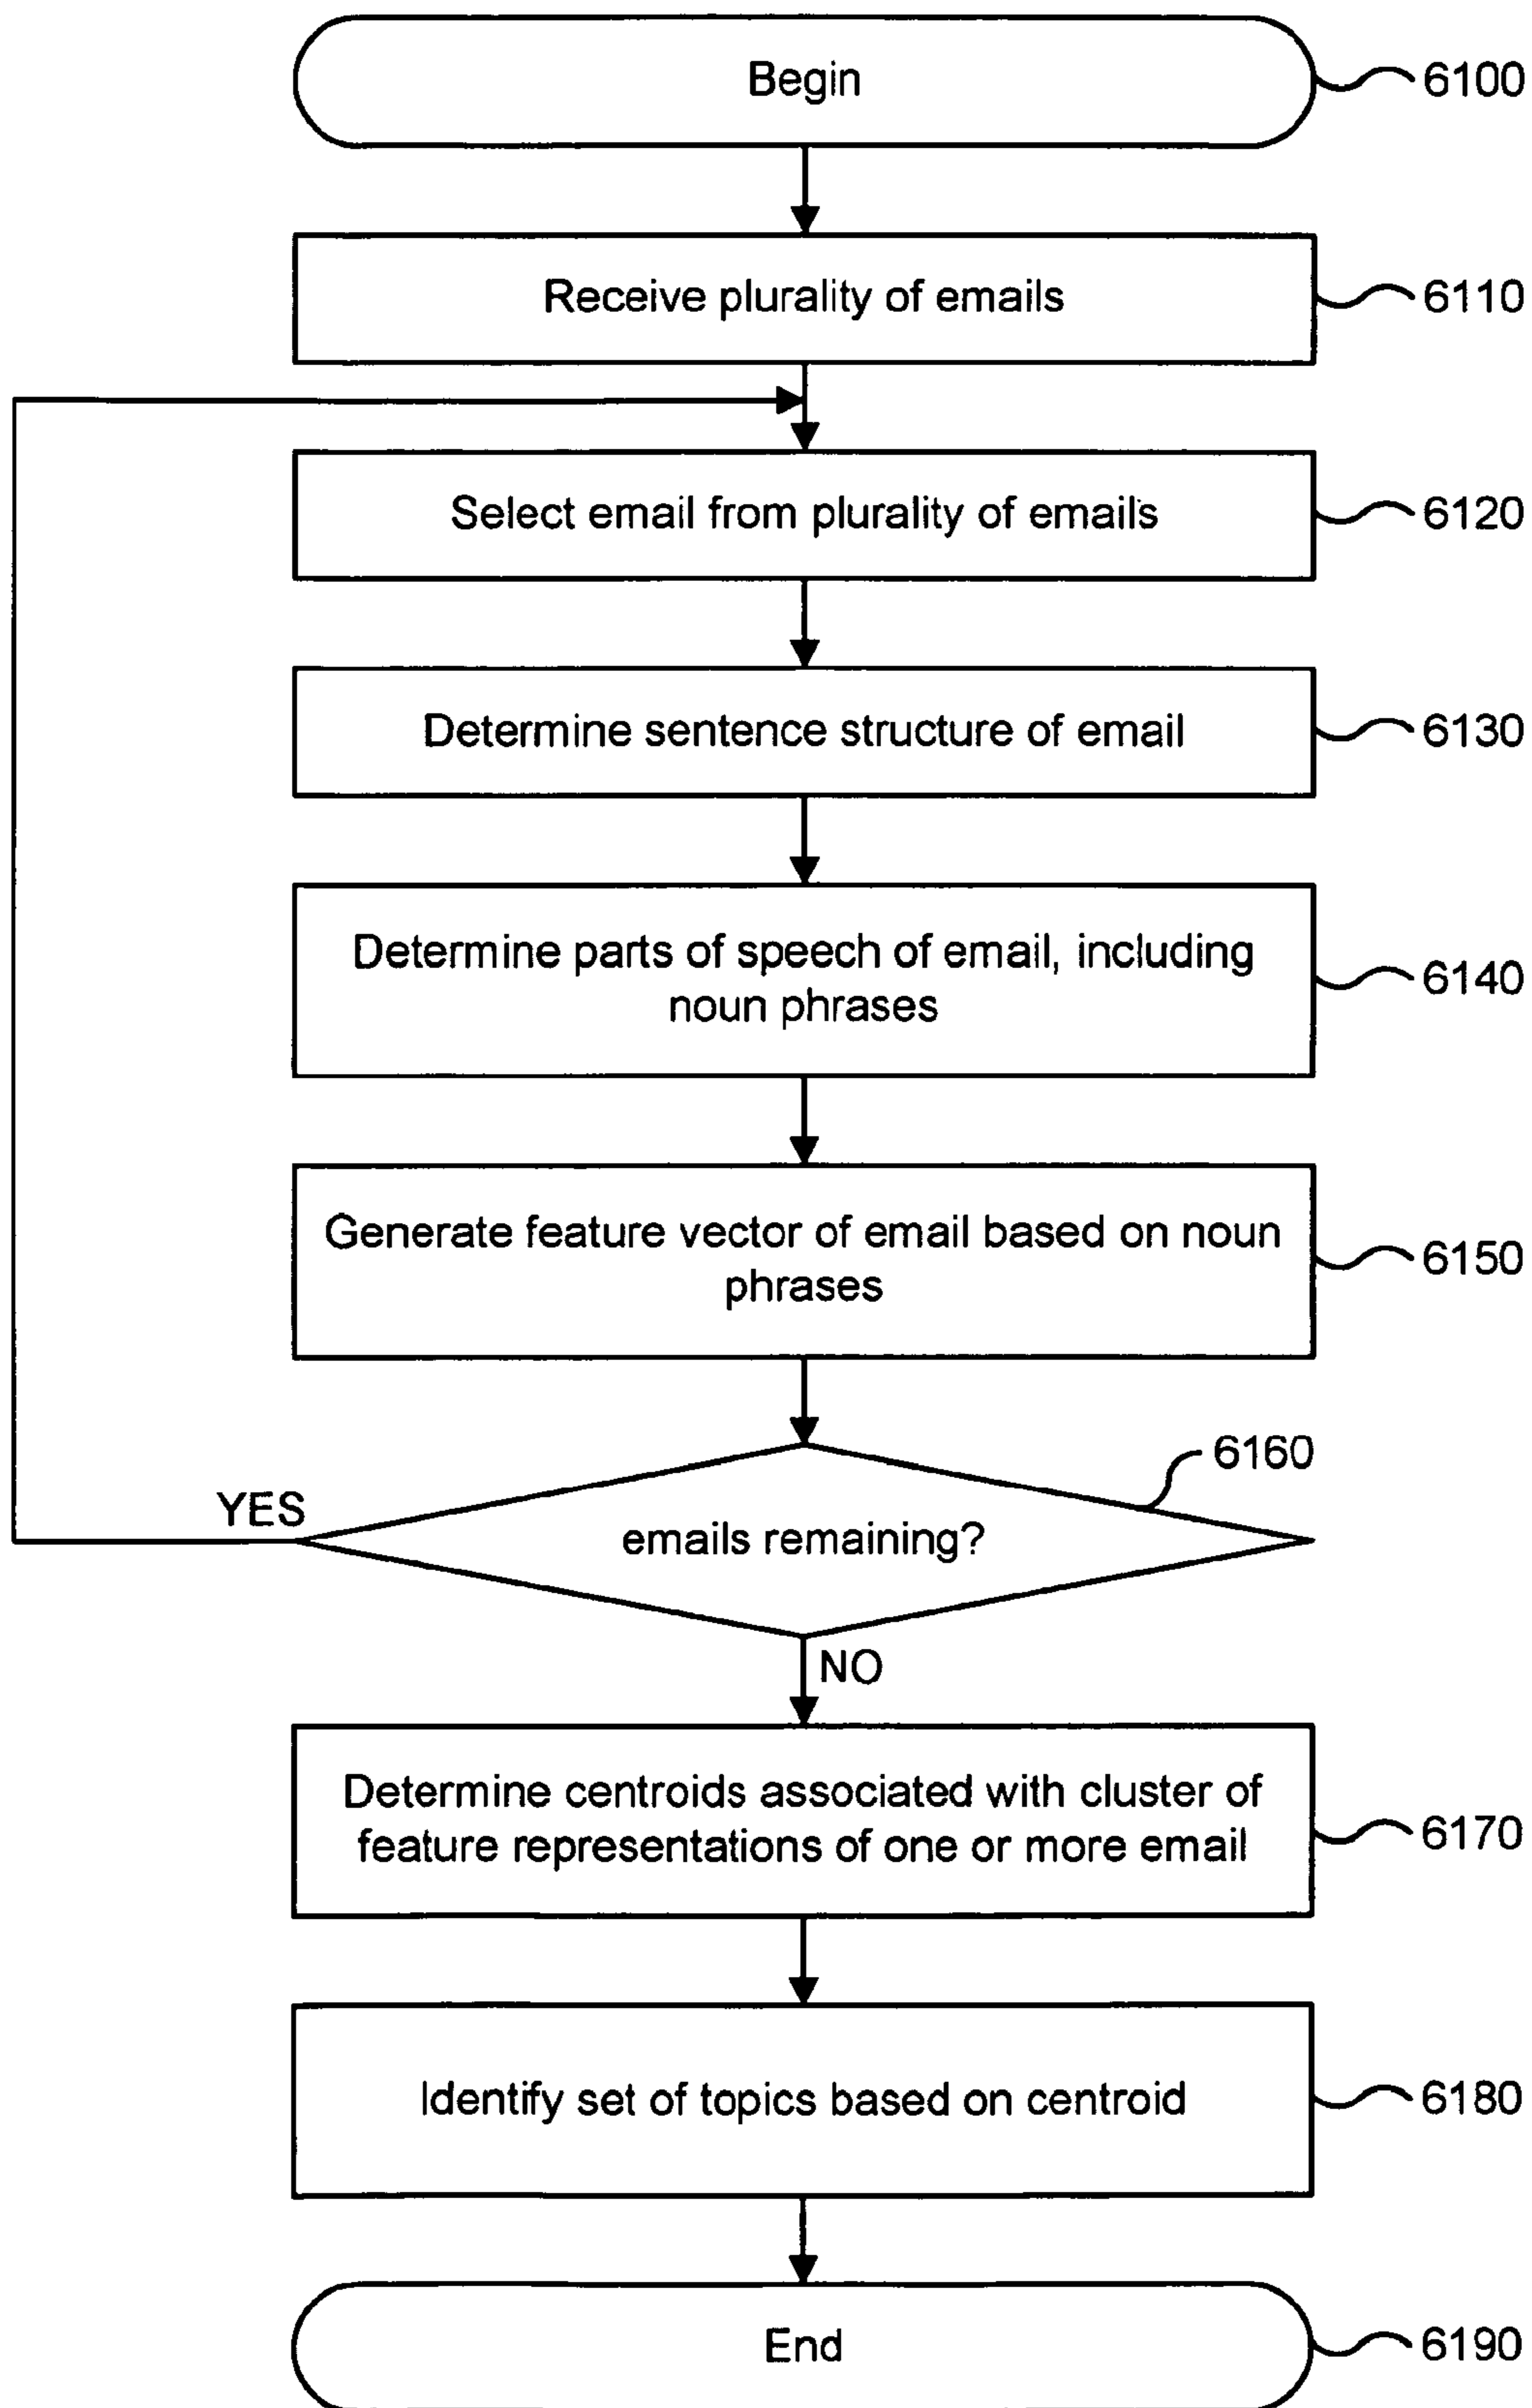 Begin
6100
Receive plurality of emails
6110
Select email from plurality of emails
6120
Determine sentence structure of email
6130
Determine parts of speech of email, including
noun phrases
6140
Generate feature vector of email based on noun
phrases
6150
6160
YES
emails remaining?
NO
Determine centroids associated with cluster of
feature representations of one or more email
6170
Identify set of topics based on centroid
6180
End
6190